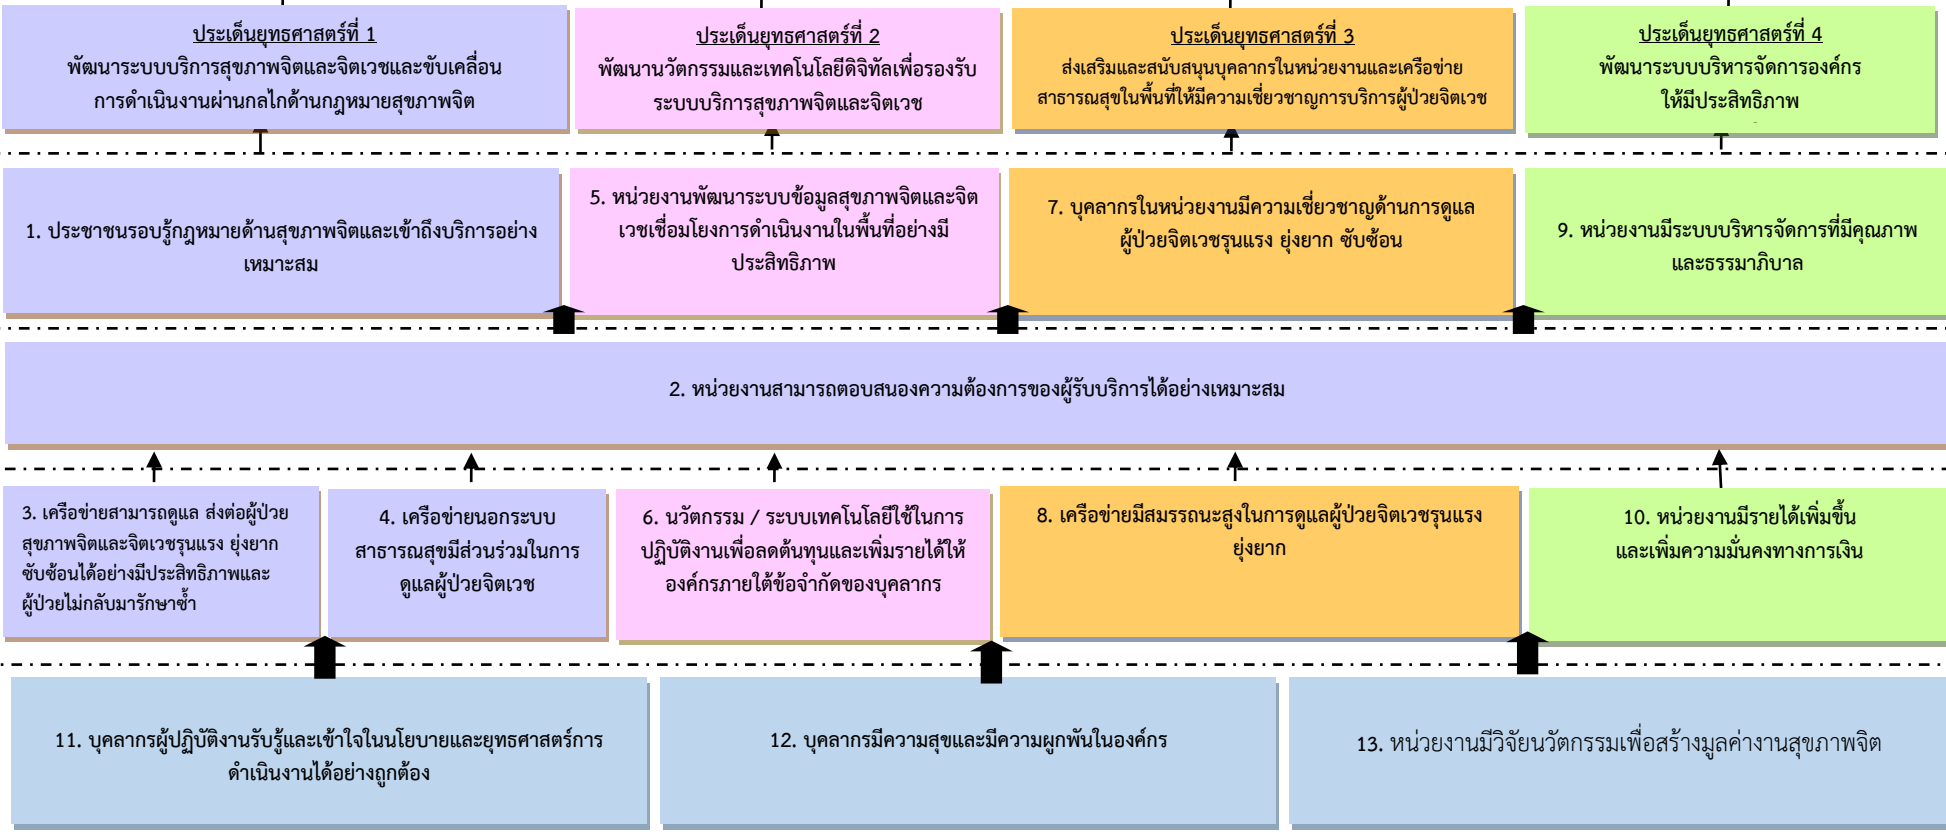 ประเด็นยุทธศาสตร์ที่ 1
พัฒนาระบบบริการสุขภาพจิตและจิตเวชและขับเคลื่อน
การดำเนินงานผ่านกลไกด้านกฎหมายสุขภาพจิต
ประเด็นยุทธศาสตร์ที่ 2
พัฒนานวัตกรรมและเทคโนโลยีดิจิทัลเพื่อรองรับ
ระบบบริการสุขภาพจิตและจิตเวช
ประเด็นยุทธศาสตร์ที่ 3
ส่งเสริมและสนับสนุนบุคลากรในหน่วยงานและเครือข่าย
สาธารณสุขในพื้นที่ให้มีความเชี่ยวชาญการบริการผู้ป่วยจิตเวช
ประเด็นยุทธศาสตร์ที่ 4
พัฒนาระบบบริหารจัดการองค์กร
ให้มีประสิทธิภาพ
1. ประชาชนรอบรู้กฎหมายด้านสุขภาพจิตและเข้าถึงบริการอย่าง
เหมาะสม
5. หน่วยงานพัฒนาระบบข้อมูลสุขภาพจิตและจิต
เวชเชื่อมโยงการดำเนินงานในพื้นที่อย่างมี
ประสิทธิภาพ
7. บุคลากรในหน่วยงานมีความเชี่ยวชาญด้านการดูแล
ผู้ป่วยจิตเวชรุนแรง ยุ่งยาก ซับซ้อน
9. หน่วยงานมีระบบบริหารจัดการที่มีคุณภาพ
และธรรมาภิบาล
2. หน่วยงานสามารถตอบสนองความต้องการของผู้รับบริการได้อย่างเหมาะสม
3. เครือข่ายสามารถดูแล ส่งต่อผู้ป่วย
สุขภาพจิตและจิตเวชรุนแรง ยุ่งยาก
ซับซ้อนได้อย่างมีประสิทธิภาพและ
ผู้ป่วยไม่กลับมารักษาซ้ำ
4. เครือข่ายนอกระบบ
สาธารณสุขมีส่วนร่วมในการ
ดูแลผู้ป่วยจิตเวช
6. นวัตกรรม / ระบบเทคโนโลยีใช้ในการ
ปฏิบัติงานเพื่อลดต้นทุนและเพิ่มรายได้ให้
องค์กรภายใต้ข้อจำกัดของบุคลากร
8. เครือข่ายมีสมรรถนะสูงในการดูแลผู้ป่วยจิตเวชรุนแรง
ยุ่งยาก
10. หน่วยงานมีรายได้เพิ่มขึ้น
และเพิ่มความมั่นคงทางการเงิน
11. บุคลากรผู้ปฏิบัติงานรับรู้และเข้าใจในนโยบายและยุทธศาสตร์การ
ดำเนินงานได้อย่างถูกต้อง
12. บุคลากรมีความสุขและมีความผูกพันในองค์กร
13. หน่วยงานมีวิจัยนวัตกรรมเพื่อสร้างมูลค่างานสุขภาพจิต